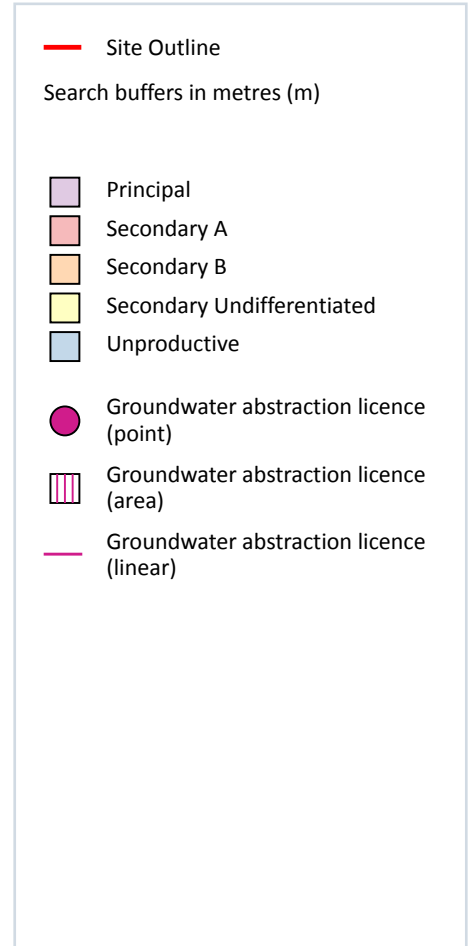 Site Outline
Search buffers in metres (m)
Principal
Secondary A
Secondary B
Secondary Undifferentiated
Unproductive
Groundwater abstraction licence
(point)
Groundwater abstraction licence
(area)
Groundwater abstraction licence
(linear)